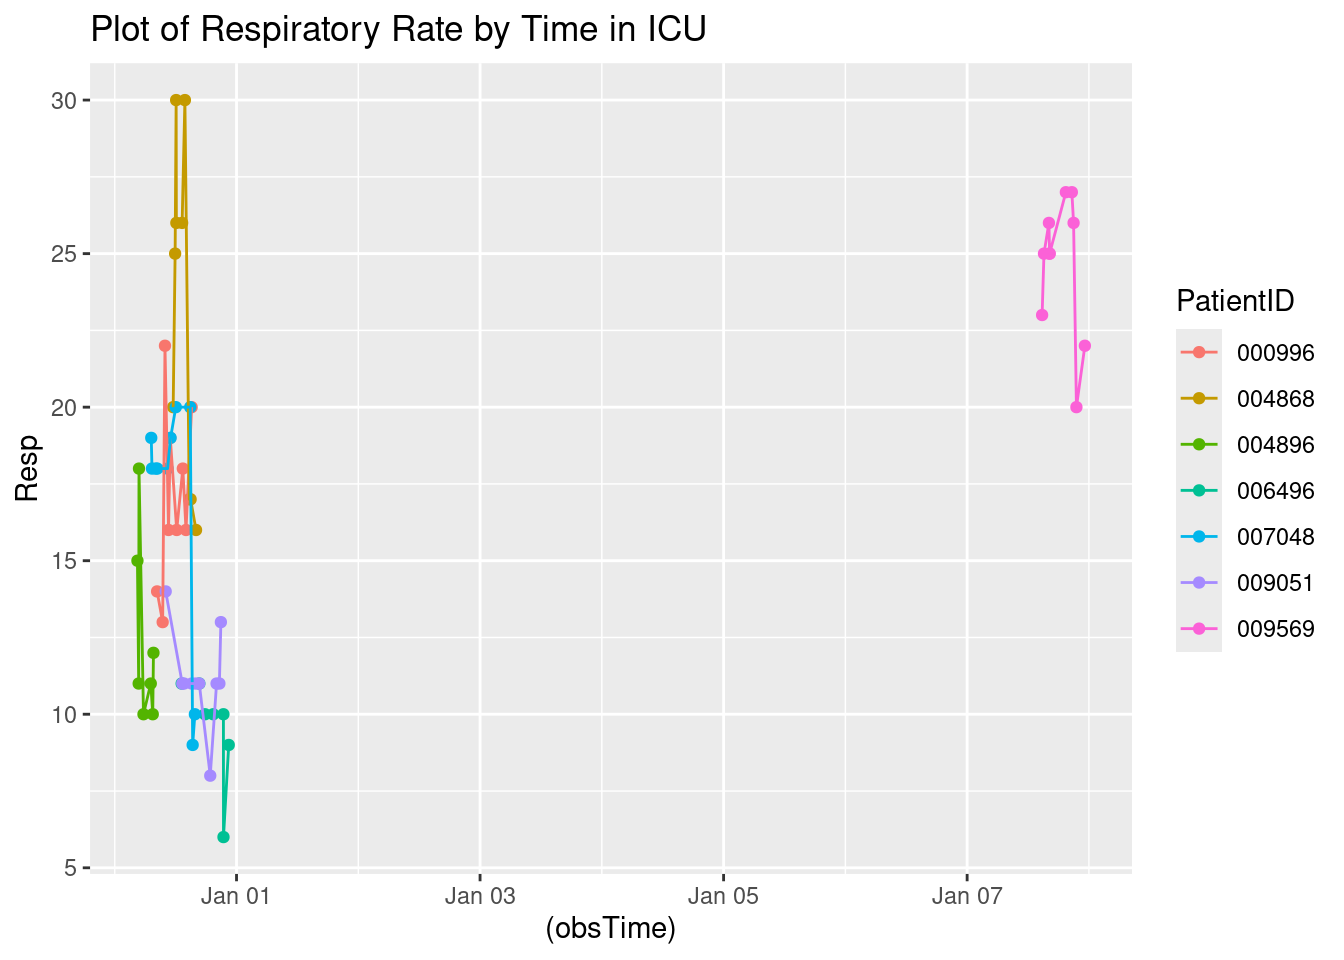 Plot of Respiratory Rate by Time in ICU
30
25
20
15
10
5
Resp
Jan 01
Jan 03
Jan 05
Jan 07
(obsTime)
PatientID
000996
004868
004896
006496
007048
009051
009569